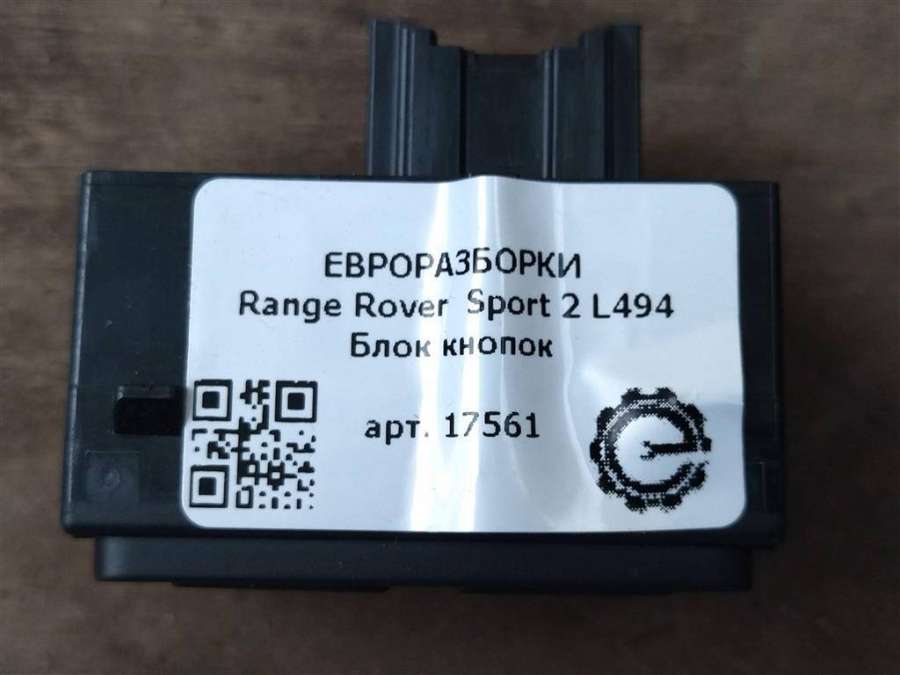 ЕВРОРАЗБОРКИ
Range Rover Sport 2 L494
Блок кнопок
арт. 17561